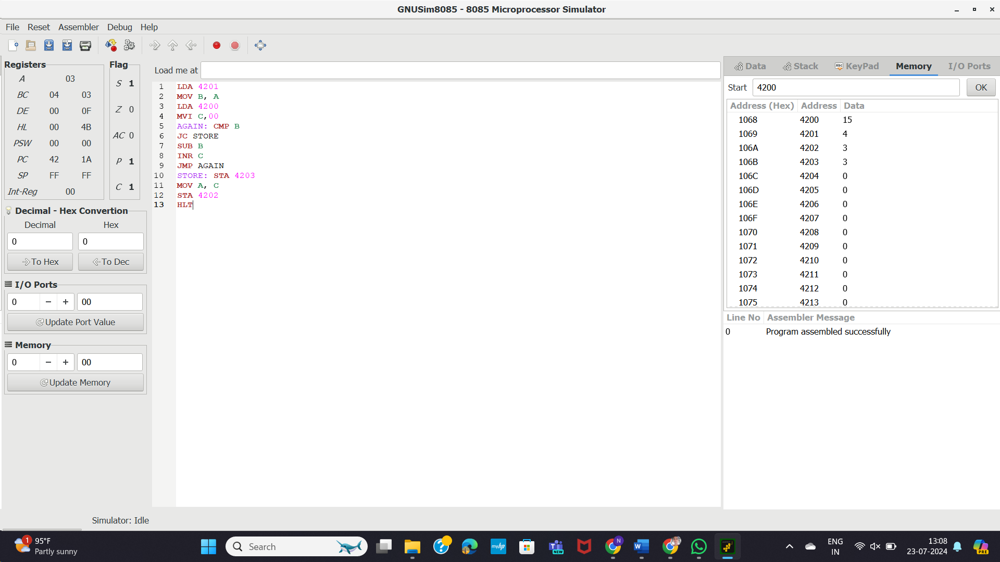 GNUSim8085 - 8085 Microprocessor Simulator
File Reset Assembler Debug Help
Registers
A 03
BC 04 03
DE 00 0F
HL 00 4B
PSW 00 00
PC 42 1A
SP FF FF
Int-Reg 00
Flag
S 1
Z 0
AC 0
P 1
C 1
Decimal - Hex Convertion
Decimal Hex
0 0
To Hex To Dec
I/O Ports
0 − + 00
Update Port Value
Memory
0 − + 00
Update Memory
Load me at
1 LDA 4201
2 MOV B, A
3 LDA 4200
4 MVI C,00
5 AGAIN: CMP B
6 JC STORE
7 SUB B
8 INR C
9 JMP AGAIN
10 STORE: STA 4203
11 MOV A, C
12 STA 4202
13 HLT
Data Stack Abc KeyPad Memory I/O Ports
Start 4200 OK
Address (Hex) Address Data
1068 4200 15
1069 4201 4
106A 4202 3
106B 4203 3
106C 4204 0
106D 4205 0
106E 4206 0
106F 4207 0
1070 4208 0
1071 4209 0
1072 4210 0
1073 4211 0
1074 4212 0
1075 4213 0
Line No Assembler Message
0 Program assembled successfully
Simulator: Idle
1
95°F
Partly sunny
Search
?
myhp
NEW
N
W
ENG
IN
13:08
23-07-2024
PRE